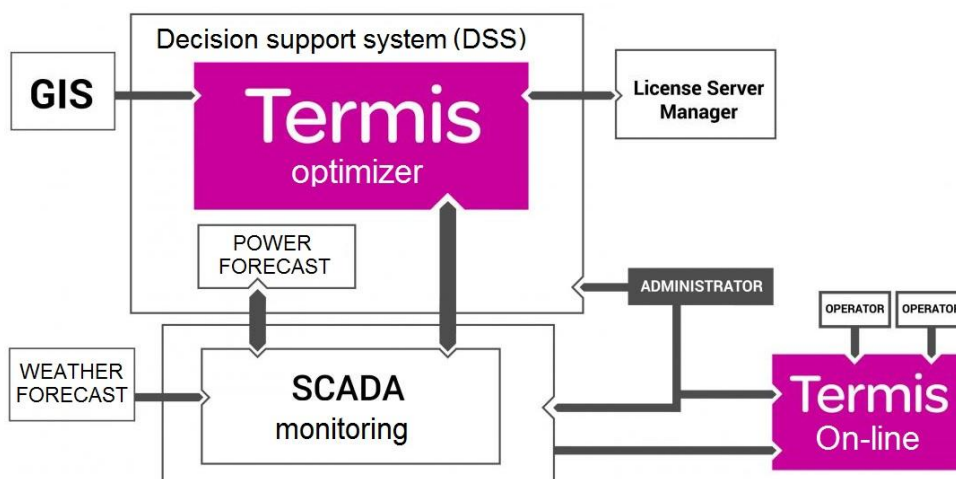 Decision support system (DSS)
GIS
Termis
optimizer
License Server
Manager
POWER
FORECAST
ADMINISTRATOR
OPERATOR
OPERATOR
WEATHER
FORECAST
SCADA
monitoring
Termis
On-line